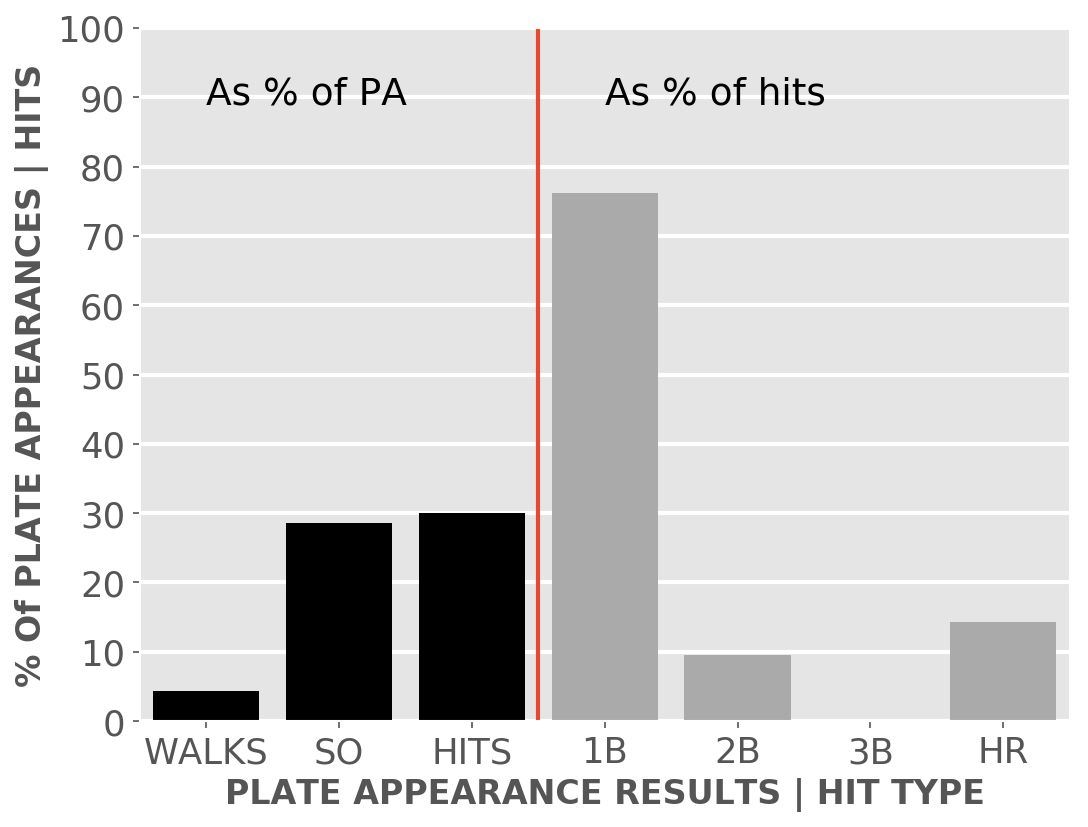 % Of PLATE APPEARANCES | HITS
100
90
80
70
60
50
40
30
20
10
0
As % of PA
As % of hits
WALKS SO HITS 1B 2B 3B HR
PLATE APPEARANCE RESULTS | HIT TYPE